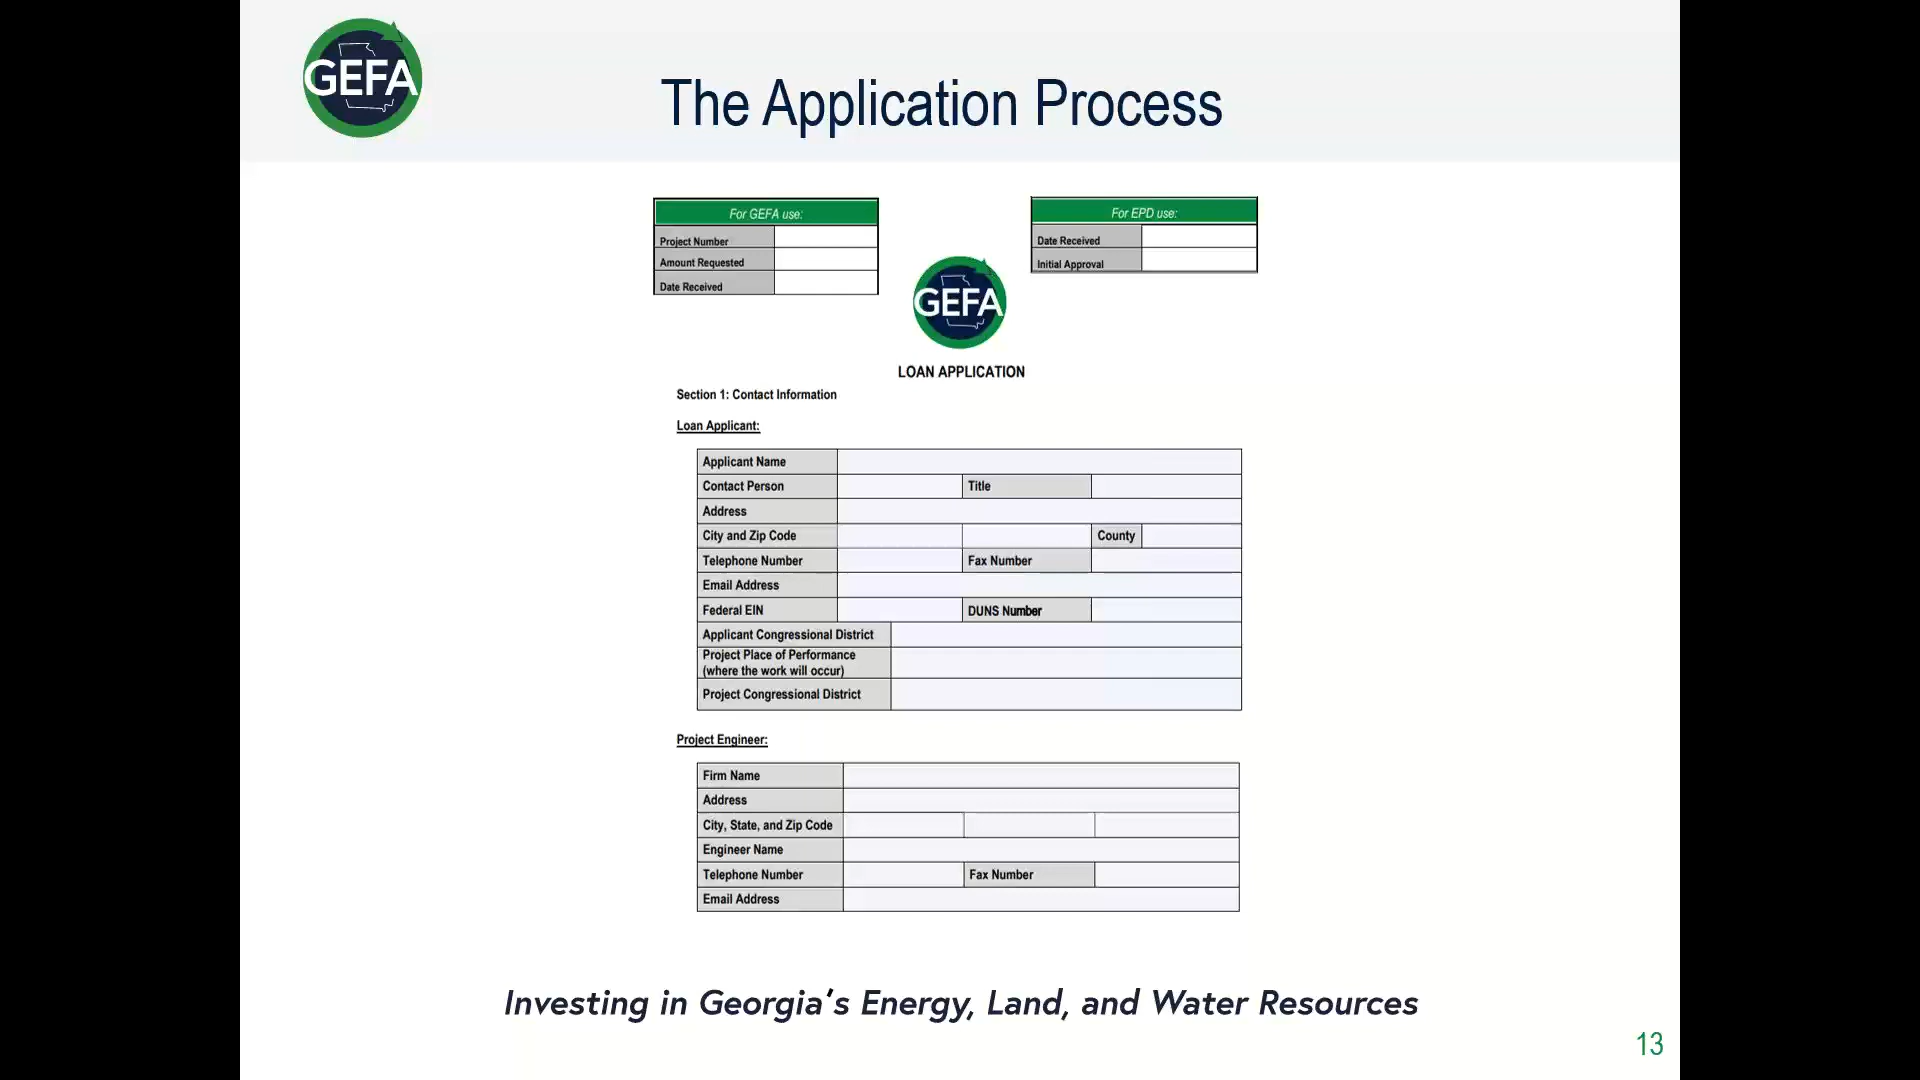 GEFA
The Application Process
For GEFA use:
Project Number
Amount Requested
Date Received
For EPD use:
Date Received
Initial Approval
GEFA
LOAN APPLICATION
Section 1: Contact Information
Loan Applicant:
Applicant Name
Contact Person Title
Address
City and Zip Code County
Telephone Number Fax Number
Email Address
Federal EIN DUNS Number
Applicant Congressional District
Project Place of Performance
(where the work will occur)
Project Congressional District
Project Engineer:
Firm Name
Address
City, State, and Zip Code
Engineer Name
Telephone Number Fax Number
Email Address
Investing in Georgia's Energy, Land, and Water Resources
13